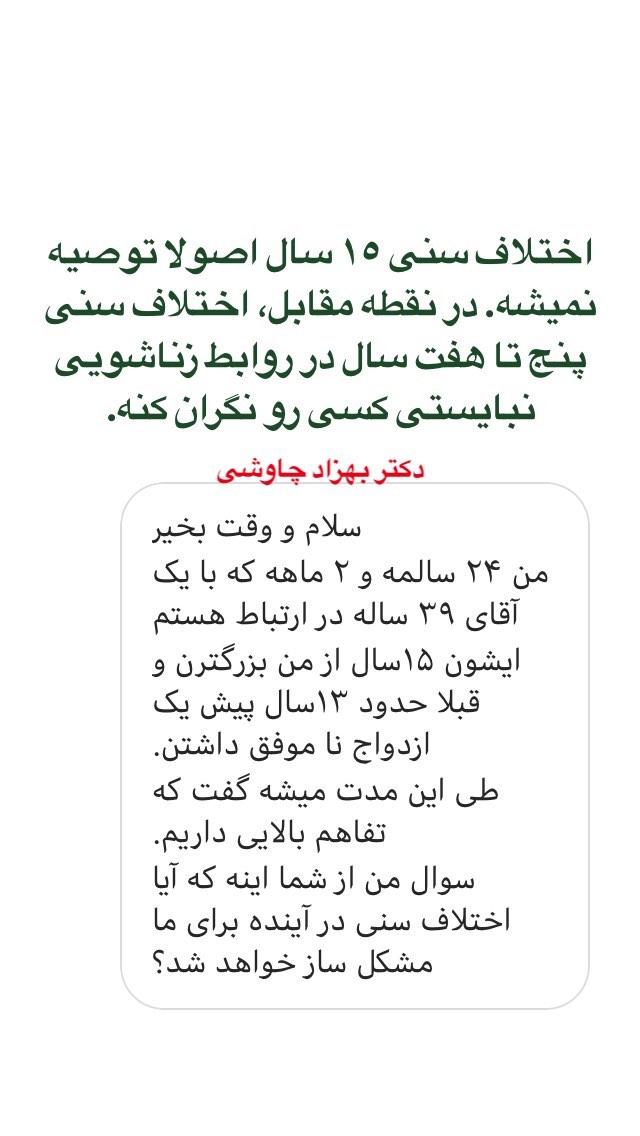 اختلاف سنی ۱۵ سال اصولا توصیه
نمیشه. در نقطه مقابل، اختلاف سنی
پنج تا هفت سال در روابط زناشویی
نبایستی کسی رو نگران کنه.
دکتر بهزاد چاوشی
سلام و وقت بخیر
من ۲۴ سالمه و ۲ ماهه که با یک
آقای ۳۹ ساله در ارتباط هستم
ایشون ۱۵سال از من بزرگترن و
قبلا حدود ۱۳سال پیش یک
ازدواج نا موفق داشتن.
طی این مدت میشه گفت که
تفاهم بالایی داریم.
سوال من از شما اینه که آیا
اختلاف سنی در آینده برای ما
مشکل ساز خواهد شد؟